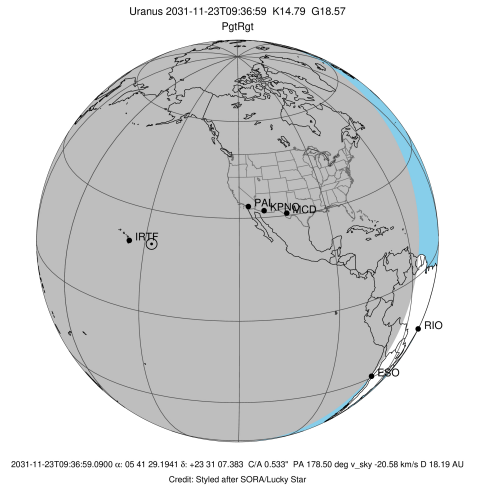 Uranus 2031-11-23T09:36:59 K14.79 G18.57
PgtRgt
PAL
KPNO
MCD
IRTF
RIO
ESO
2031-11-23T09:36:59.0900 α: 05 41 29.1941 δ: +23 31 07.383 C/A 0.533" PA 178.50 deg v_sky -20.58 km/s D 18.19 AU
Credit: Styled after SORA/Lucky Star